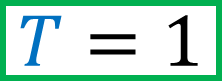 T = 1